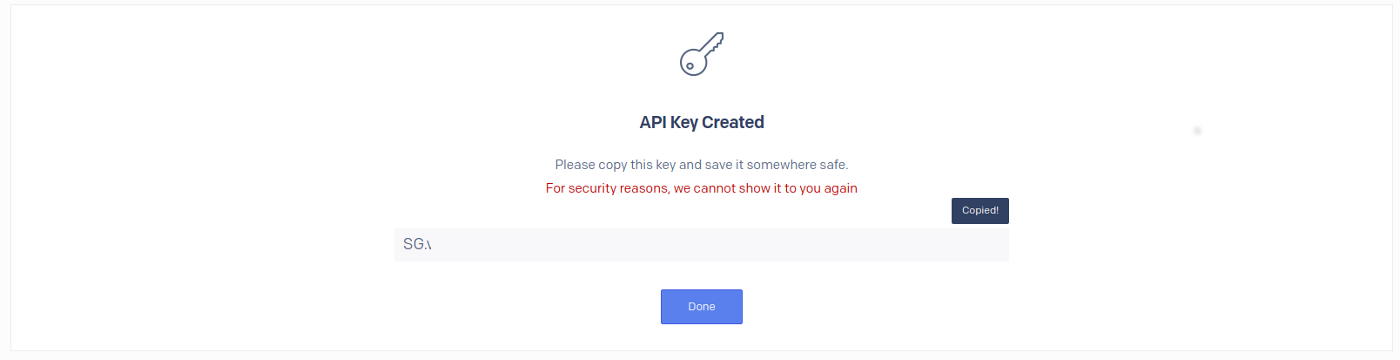 API Key Created
Please copy this key and save it somewhere safe.
For security reasons, we cannot show it to you again
Copied!
SG.
Done